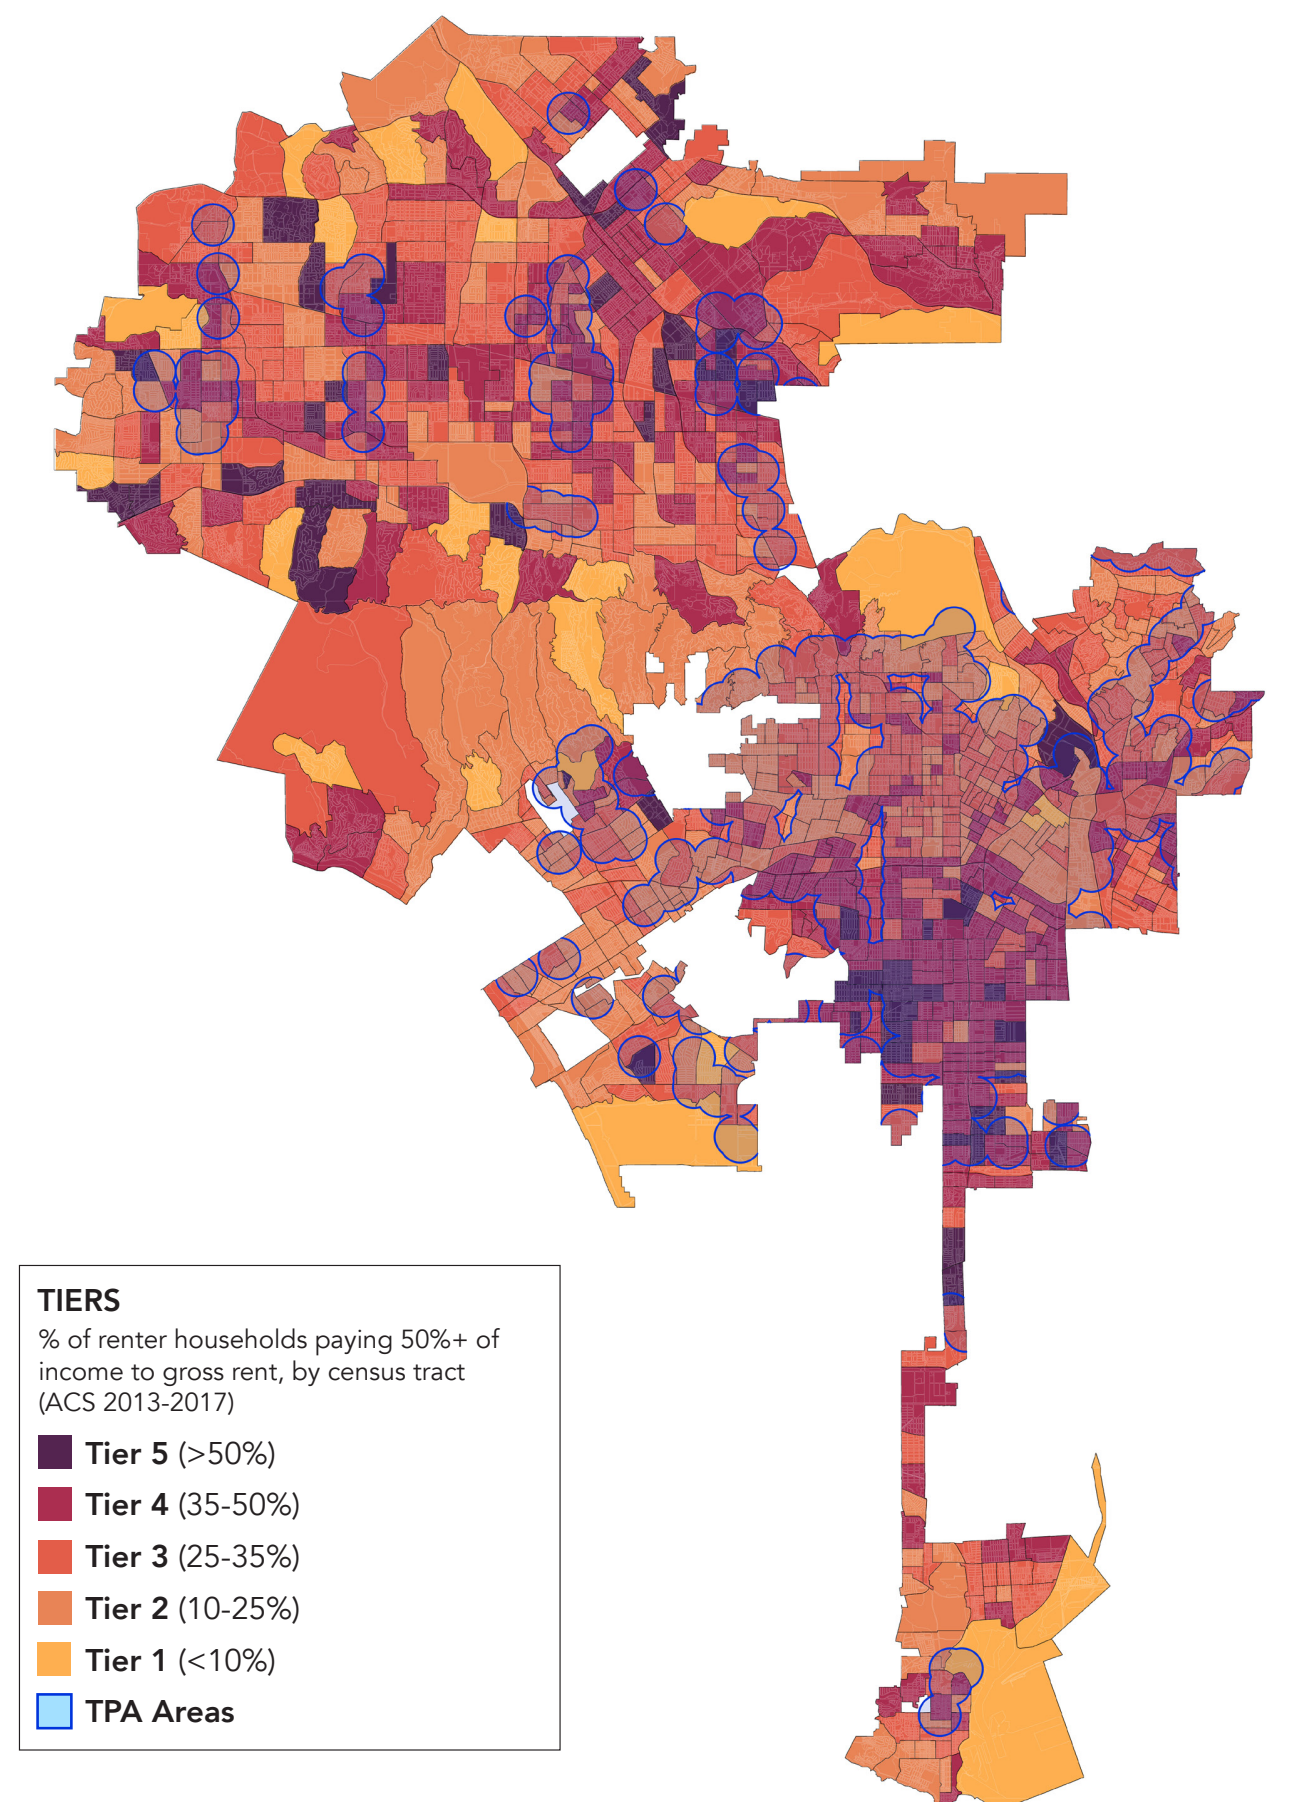 TIERS
% of renter households paying 50%+ of
income to gross rent, by census tract
(ACS 2013-2017)
Tier 5 (>50%)
Tier 4 (35-50%)
Tier 3 (25-35%)
Tier 2 (10-25%)
Tier 1 (<10%)
TPA Areas